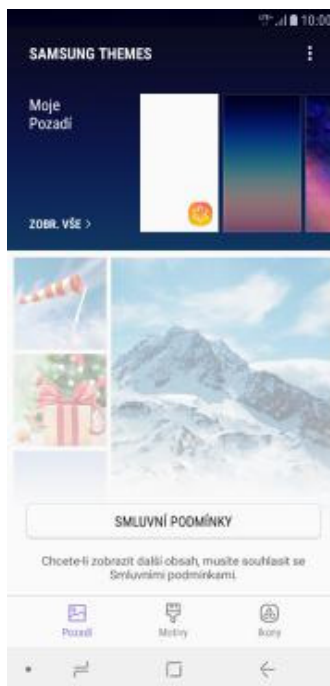 10:00
SAMSUNG THEMES
Moje
Pozadí
ZOBR. VŠE >
SMLUVNÍ PODMÍNKY
Chcete-li zobrazit další obsah, musíte souhlasit se
Smluvními podmínkami.
Pozadí
Motivy
Ikony